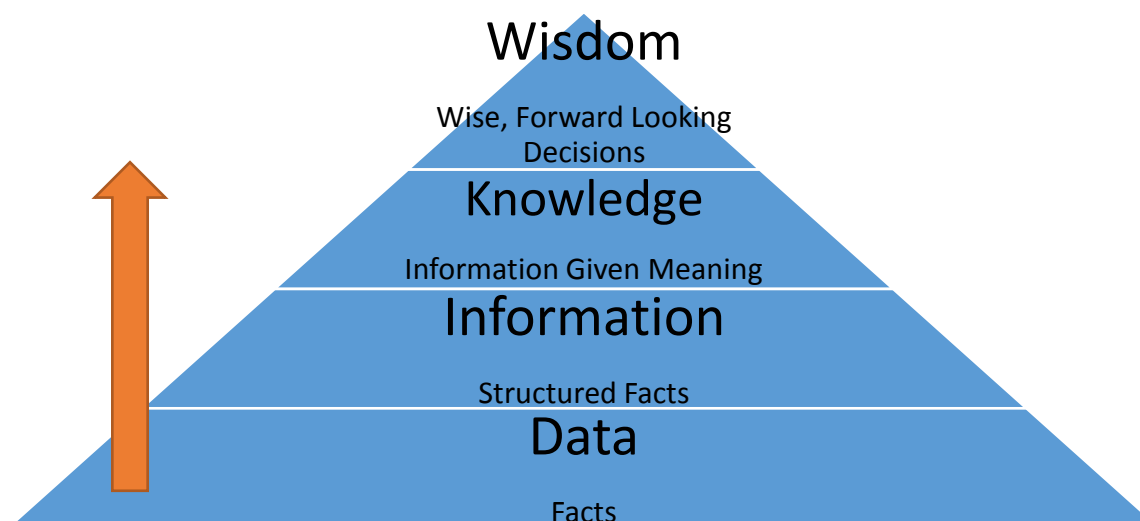 Wisdom
Wise, Forward Looking
Decisions
Knowledge
Information Given Meaning
Information
Structured Facts
Data
Facts